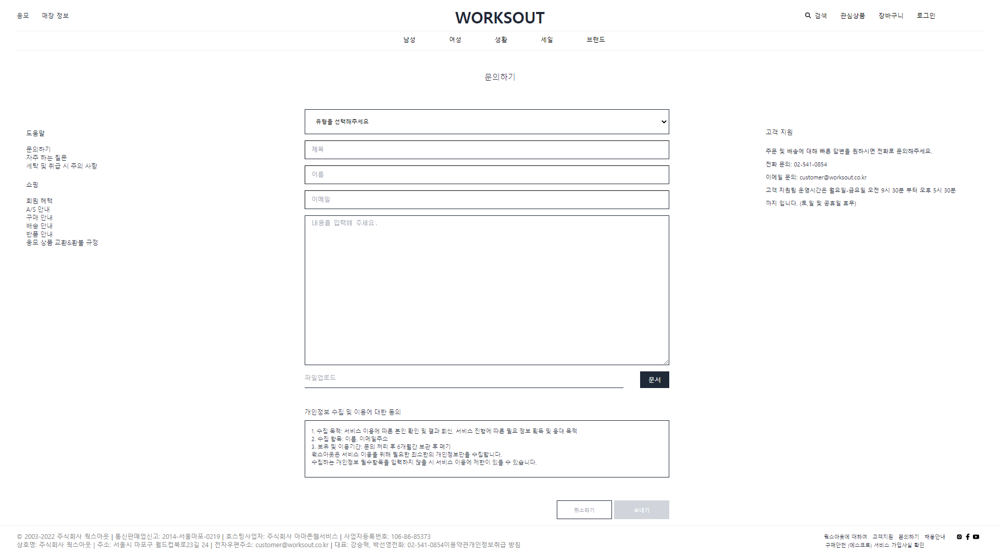 응모 매장 정보
WORKSOUT
검색 관심상품 장바구니 로그인
남성 여성 생활 세일 브랜드
문의하기
도움말
문의하기
자주 하는 질문
세탁 및 취급 시 주의 사항
쇼핑
회원 혜택
A/S 안내
구매 안내
배송 안내
반품 안내
응모 상품 교환&환불 규정
유형을 선택해주세요
제목
이름
이메일
내용을 입력해 주세요.
파일업로드
문서
개인정보 수집 및 이용에 대한 동의
1. 수집 목적: 서비스 이용에 따른 본인 확인 및 결과 회신, 서비스 진행에 따른 필요 정보 획득 및 응대 목적
2. 수집 항목: 이름, 이메일주소
3. 보유 및 이용기간: 문의 처리 후 6개월간 보관 후 폐기
웍스아웃은 서비스 이용을 위해 필요한 최소한의 개인정보만을 수집합니다.
수집하는 개인정보 필수항목을 입력하지 않을 시 서비스 이용에 제한이 있을 수 있습니다.
취소하기 보내기
고객 지원
주문 및 배송에 대해 빠른 답변을 원하시면 전화로 문의해주세요.
전화 문의: 02-541-0854
이메일 문의: customer@worksout.co.kr
고객 지원팀 운영시간은 월요일-금요일 오전 9시 30분 부터 오후 5시 30분
까지 입니다. (토,일 및 공휴일 휴무)
© 2003-2022 주식회사 웍스아웃 | 통신판매업신고: 2014-서울마포-0219 | 호스팅사업자: 주식회사 아마존웹서비스 | 사업자등록번호: 106-86-85373
상호명: 주식회사 웍스아웃 | 주소: 서울시 마포구 월드컵북로23길 24 | 전자우편주소: customer@worksout.co.kr | 대표: 강승혁, 박선영전화: 02-541-0854이용약관개인정보취급 방침
웍스아웃에 대하여 고객지원 문의하기 채용안내
구매안전 (에스크로) 서비스 가입사실 확인